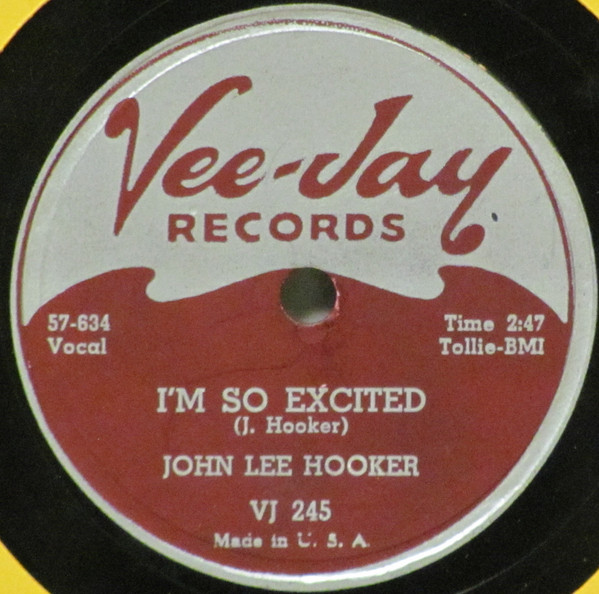 Vee-Jay
RECORDS
57-634
Vocal
Time 2:47
Tollie-BMI
I'M SO EXCITED
(J. Hooker)
JOHN LEE HOOKER
VJ 245
Made in U. S. A.